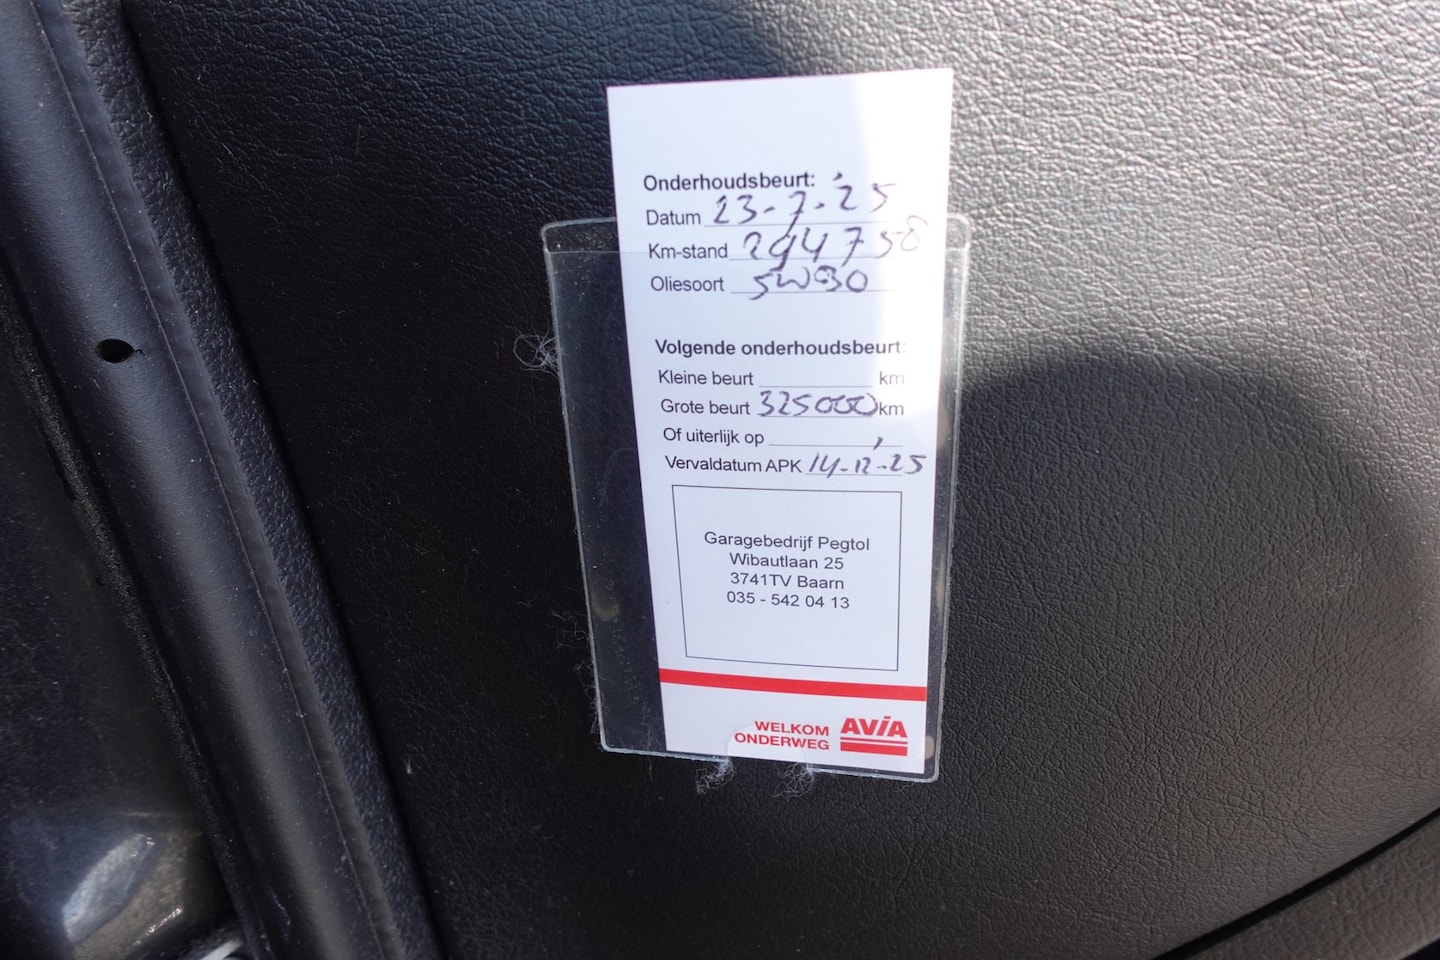 Onderhoudsbeurt:
Datum 23-7-25
Km-stand 294750
Oliesoort 5W30
Volgende onderhoudsbeurt:
Kleine beurt km
Grote beurt 325000 km
Of uiterlijk op
Vervaldatum APK 14-12-25
Garagebedrijf Pegtol
Wibautlaan 25
3741TV Baarn
035 - 542 04 13
WELKOM
ONDERWEG
AVIA